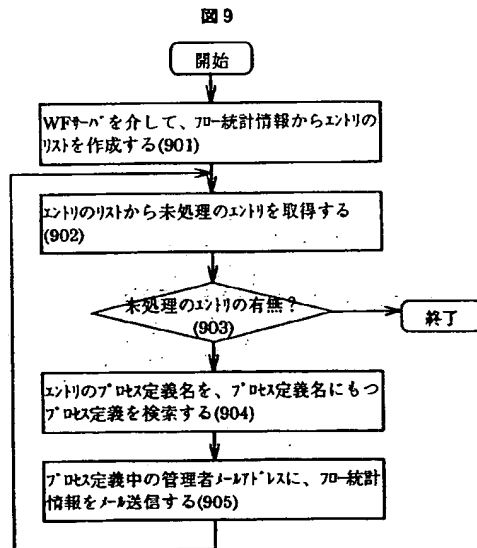 図9
開始
WFサーバを介して、フロー統計情報からエントリの
リストを作成する(901)
エントリのリストから未処理のエントリを取得する
(902)
未処理のエントリの有無?
(903)
終了
エントリのプロセス定義名を、プロセス定義名にもつ
プロセス定義を検索する(904)
プロセス定義中の管理者メールアドレスに、フロー統計
情報をメール送信する(905)